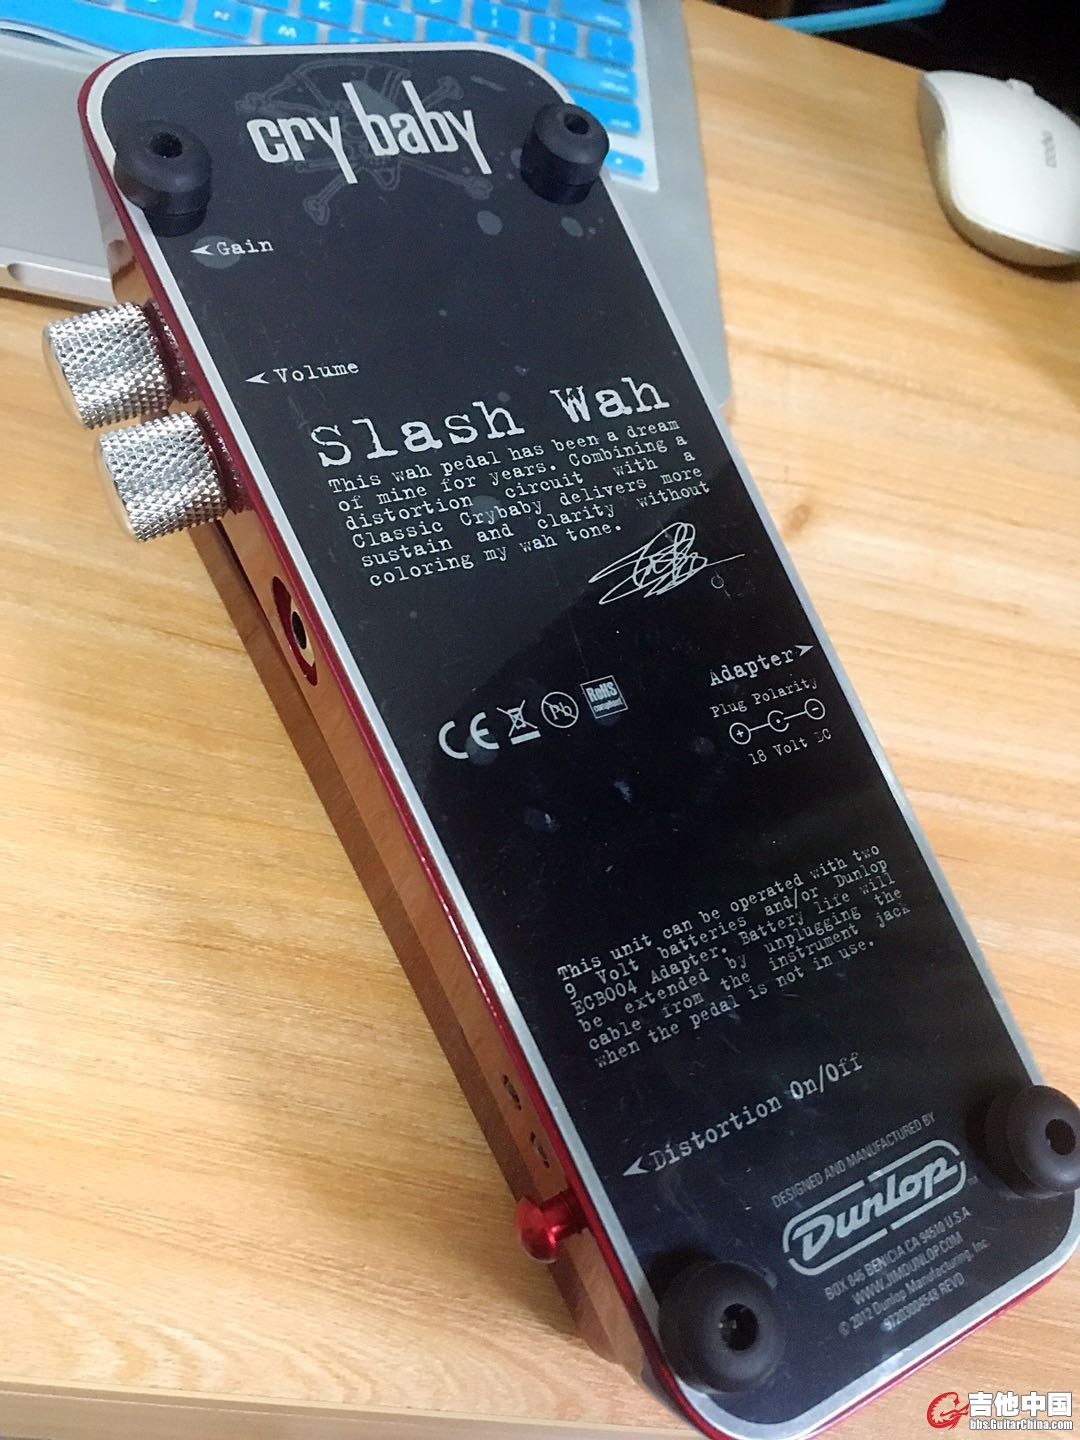 cry baby
Gain
Volume
Slash Wah
This wah pedal has been a dream
of mine for years. Combining a
distortion circuit with a
Classic Crybaby delivers more
sustain and clarity without
coloring my wah tone.
Adapter
Plug Polarity
+ -
18 Volt DC
CE Pb RoHS
compliant
This unit can be operated with two
9 Volt batteries and/or Dunlop
ECB004 Adapter. Battery life will
be extended by unplugging the
cable from the instrument jack
when the pedal is not in use.
Distortion On/Off
DESIGNED AND MANUFACTURED BY
Dunlop
BOX 846 BENICIA CA 94510 U.S.A
WWW.JIMDUNLOP.COM
© 2012 Dunlop Manufacturing, Inc.
97203004548 REVD
吉他中国
bbs.GuitarChina.com